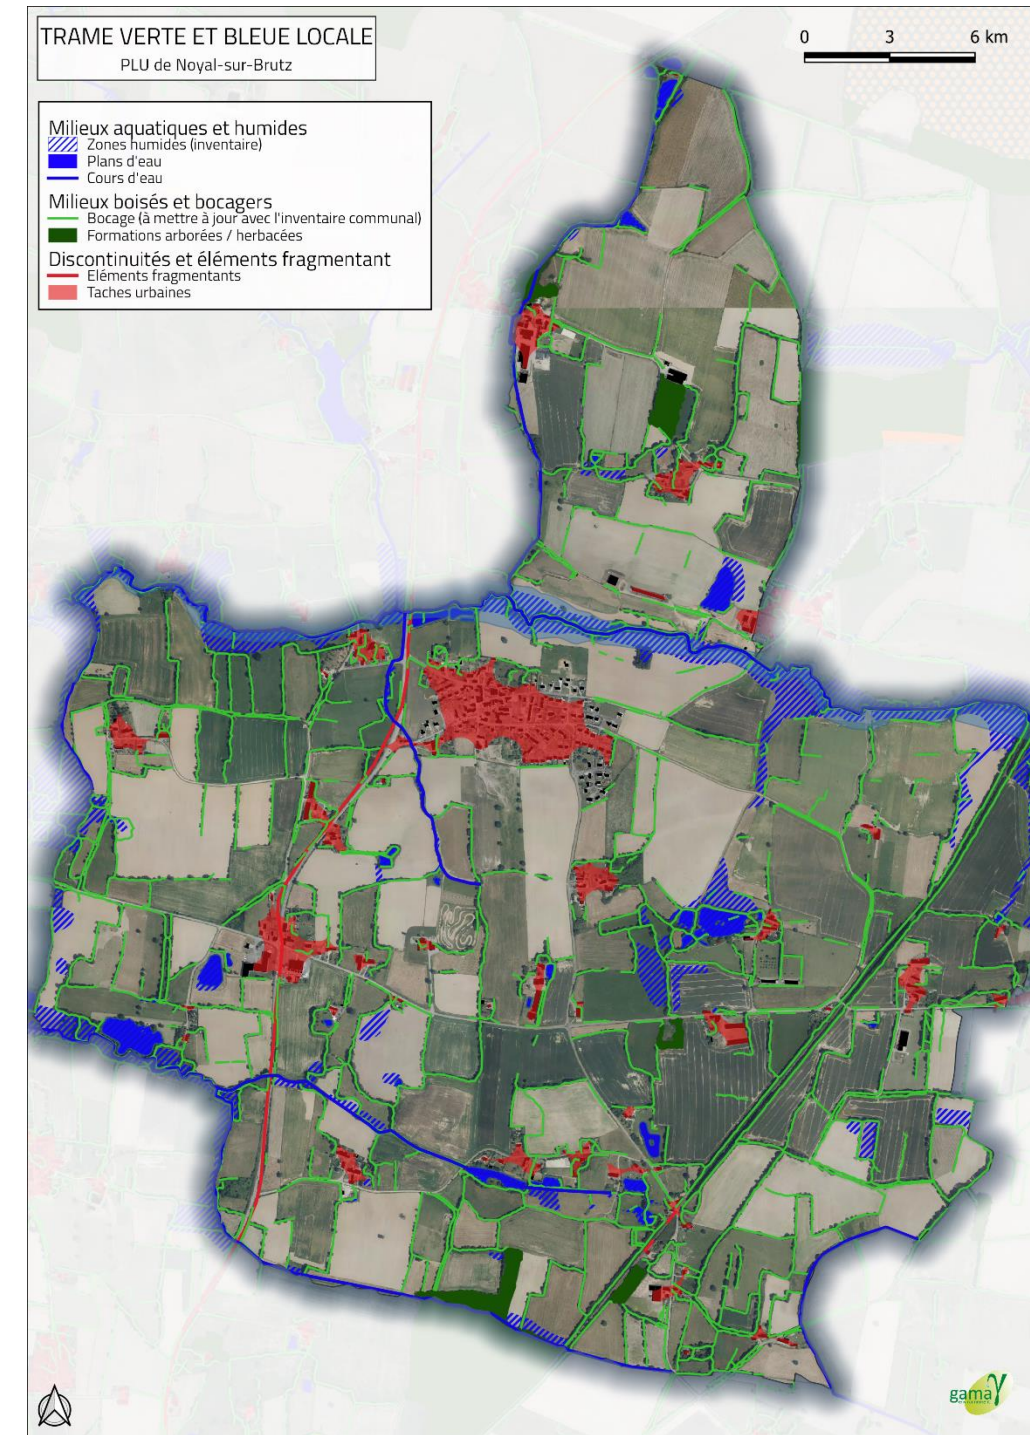 TRAME VERTE ET BLEUE LOCALE
PLU de Noyal-sur-Brutz
0 3 6 km
Milieux aquatiques et humides
Zones humides (inventaire)
Plans d'eau
Cours d'eau
Milieux boisés et bocagers
Bocage (à mettre à jour avec l'inventaire communal)
Formations arborées / herbacées
Discontinuités et éléments fragmentant
Eléments fragmentants
Taches urbaines
gama